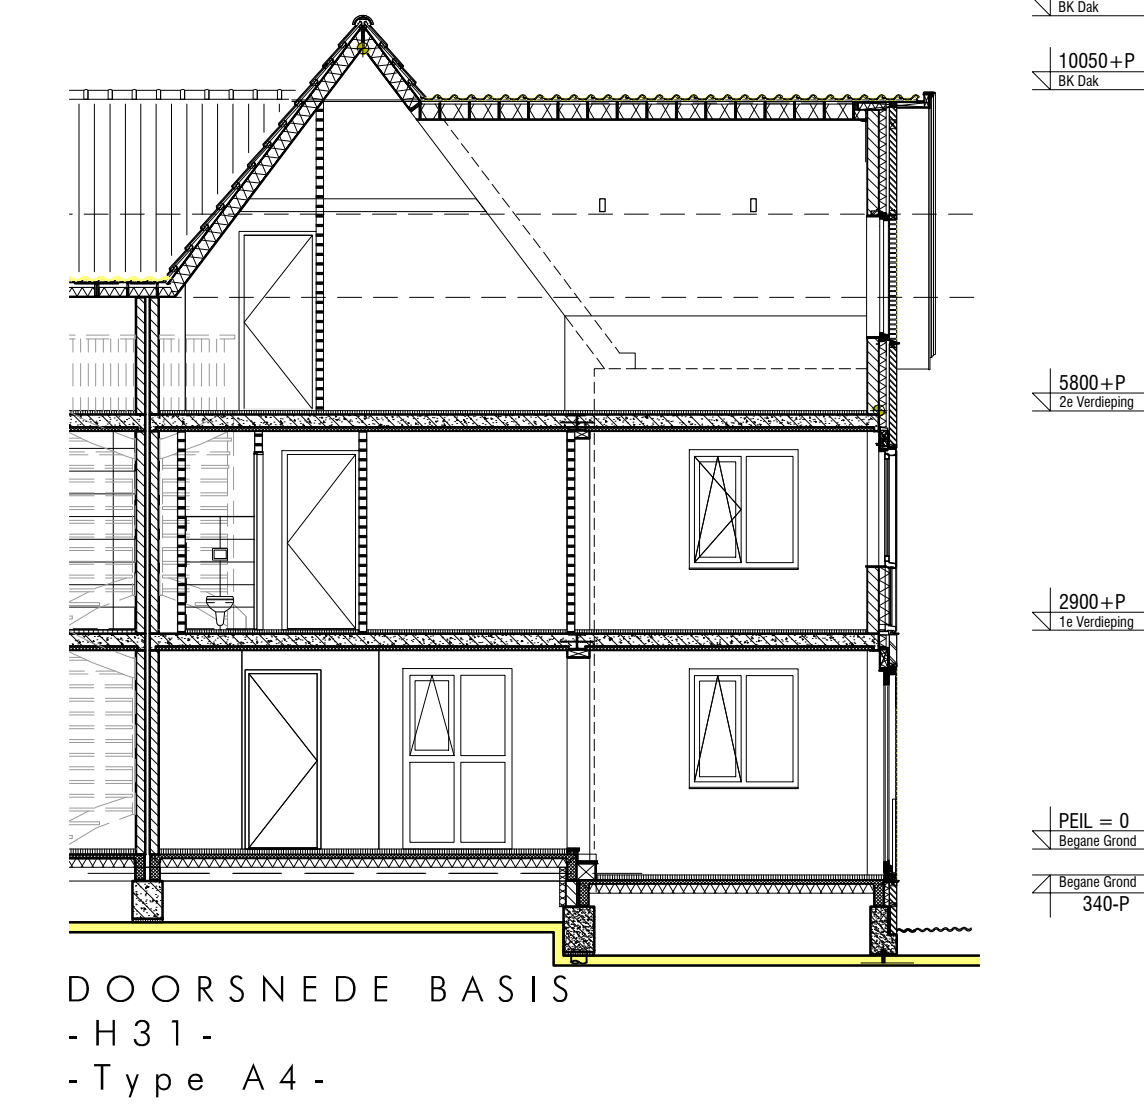 BK Dak
10050+P
BK Dak
5800+P
2e Verdieping
2900+P
1e Verdieping
PEIL = 0
Begane Grond
Begane Grond
340-P
DOORSNEDE BASIS
-H31-
-Type A4-